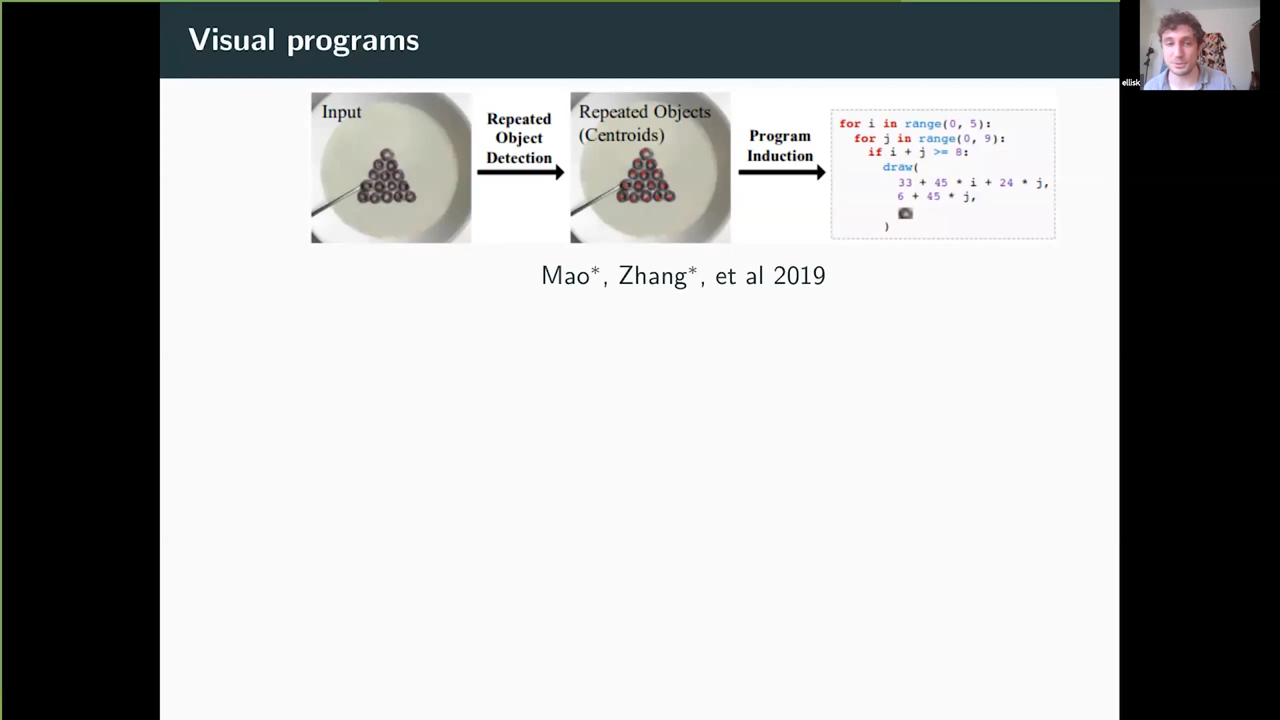 Visual programs
ellisk
Input
Repeated
Object
Detection
Repeated Objects
(Centroids)
Program
Induction
for i in range(0, 5):
for j in range(0, 9):
if i + j >= 8:
draw(
33 + 45 * i + 24 * j,
6 + 45 * j,
)
Mao*, Zhang*, et al 2019